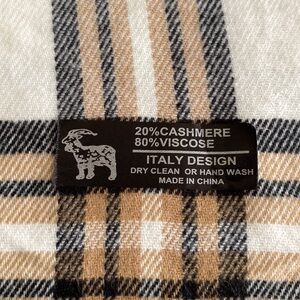 20%CASHMERE
80%VISCOSE
ITALY DESIGN
DRY CLEAN OR HAND WASH
MADE IN CHINA